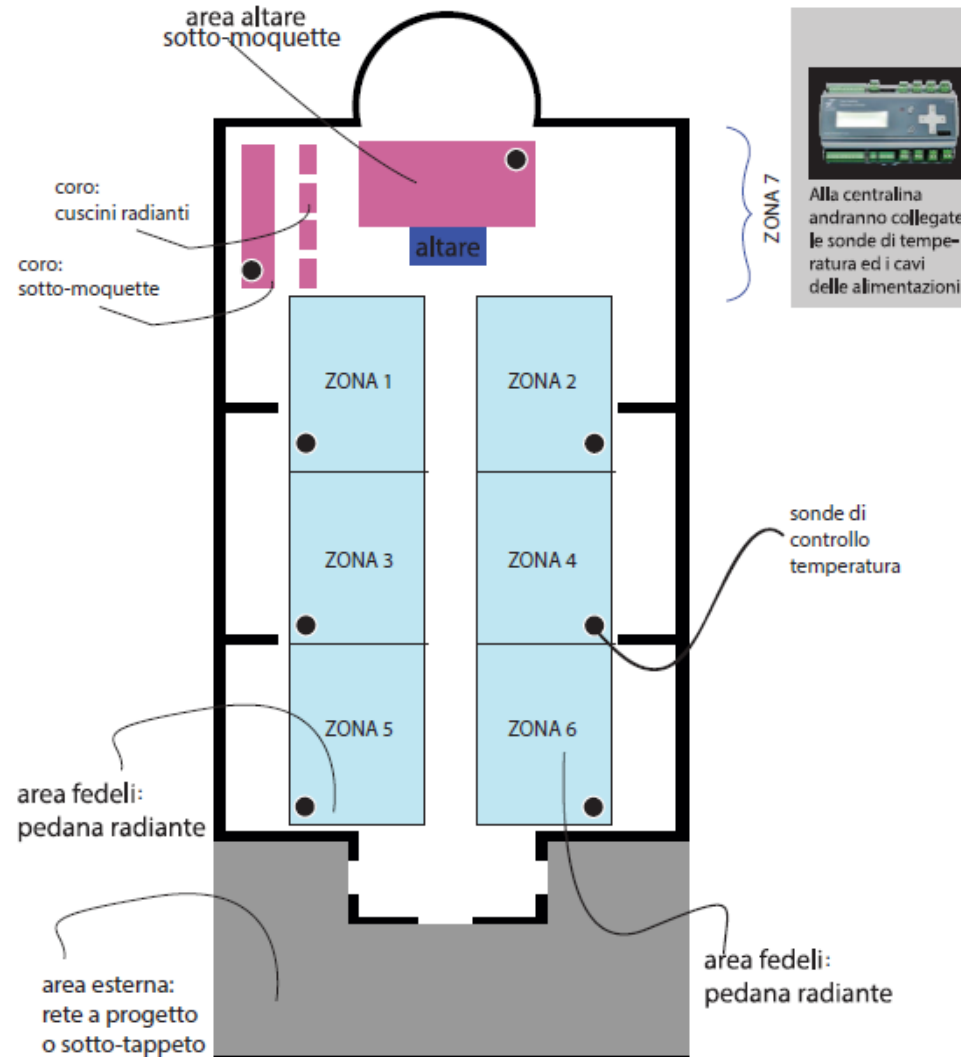 area altare
sotto-moquette
coro:
cuscini radianti
coro:
sotto-moquette
altare
ZONA 7
Alla centralina
andranno collegate
le sonde di tempe-
ratura ed i cavi
delle alimentazioni
ZONA 1
ZONA 2
ZONA 3
ZONA 4
sonde di
controllo
temperatura
ZONA 5
ZONA 6
area fedeli:
pedana radiante
area fedeli:
pedana radiante
area esterna:
rete a progetto
o sotto-tappeto